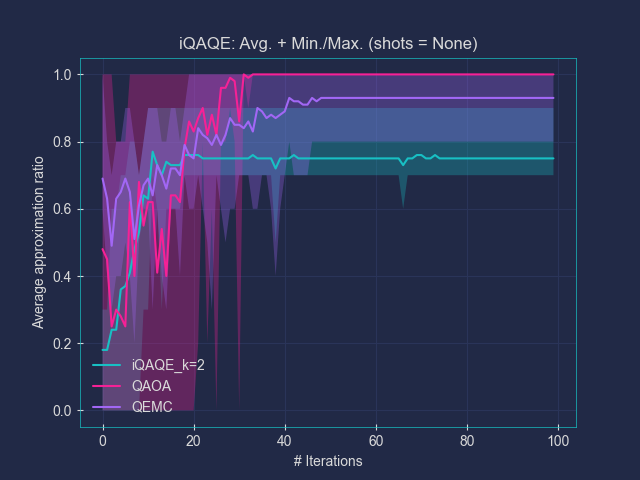 iQAQE: Avg. + Min./Max. (shots = None)
Average approximation ratio
1.0
0.8
0.6
0.4
0.2
0.0
iQAQE_k=2
QAOA
QEMC
0 20 40 60 80 100
# Iterations